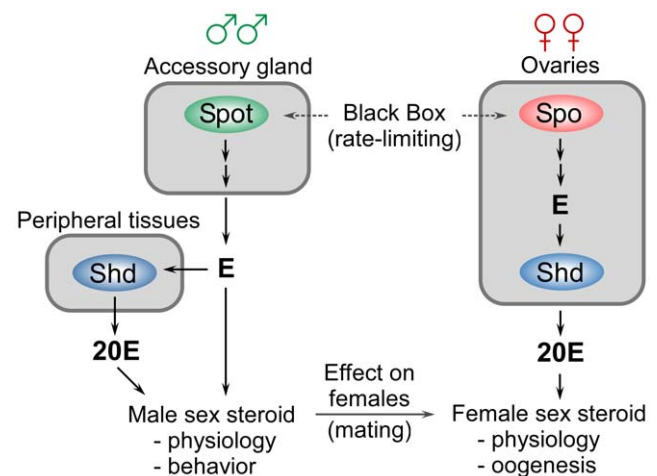 Accessory gland
Spot
Black Box
(rate-limiting)
Ovaries
Spo
E
Shd
20E
Peripheral tissues
Shd
E
20E
Male sex steroid
- physiology
- behavior
Effect on
females
(mating)
Female sex steroid
- physiology
- oogenesis